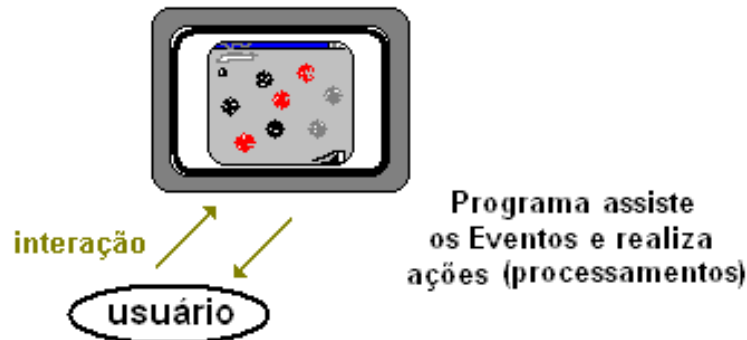 Programa assiste
os Eventos e realiza
ações (processamentos)
interação
usuário